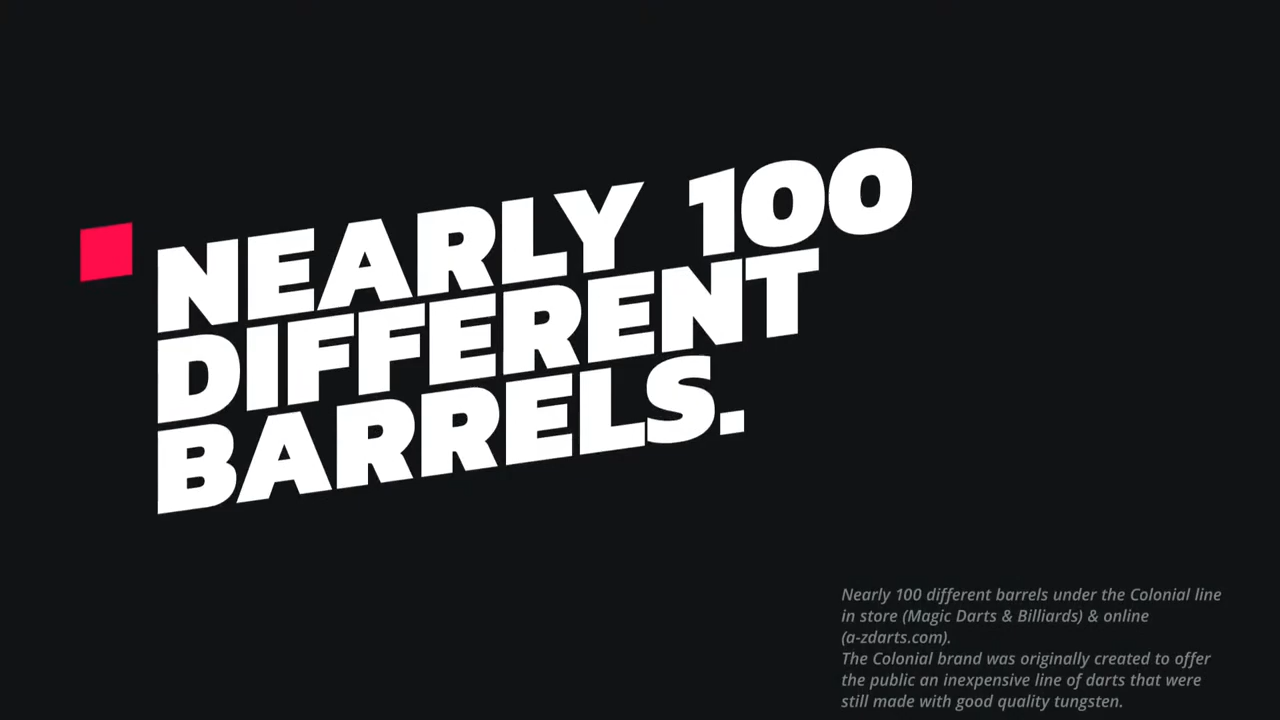 NEARLY 100
DIFFERENT
BARRELS.
Nearly 100 different barrels under the Colonial line
in store (Magic Darts & Billiards) & online
(a-zdarts.com).
The Colonial brand was originally created to offer
the public an inexpensive line of darts that were
still made with good quality tungsten.